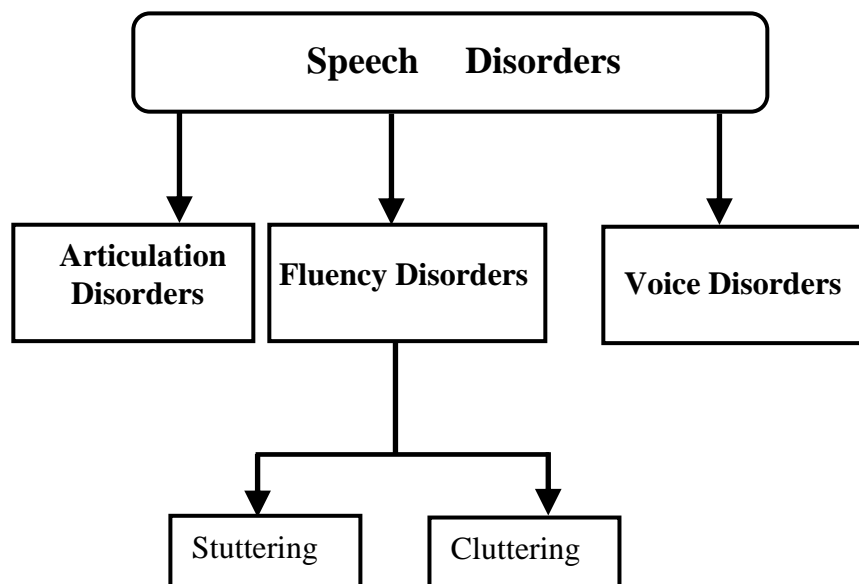 Speech Disorders
Articulation
Disorders
Fluency Disorders
Voice Disorders
Stuttering
Cluttering